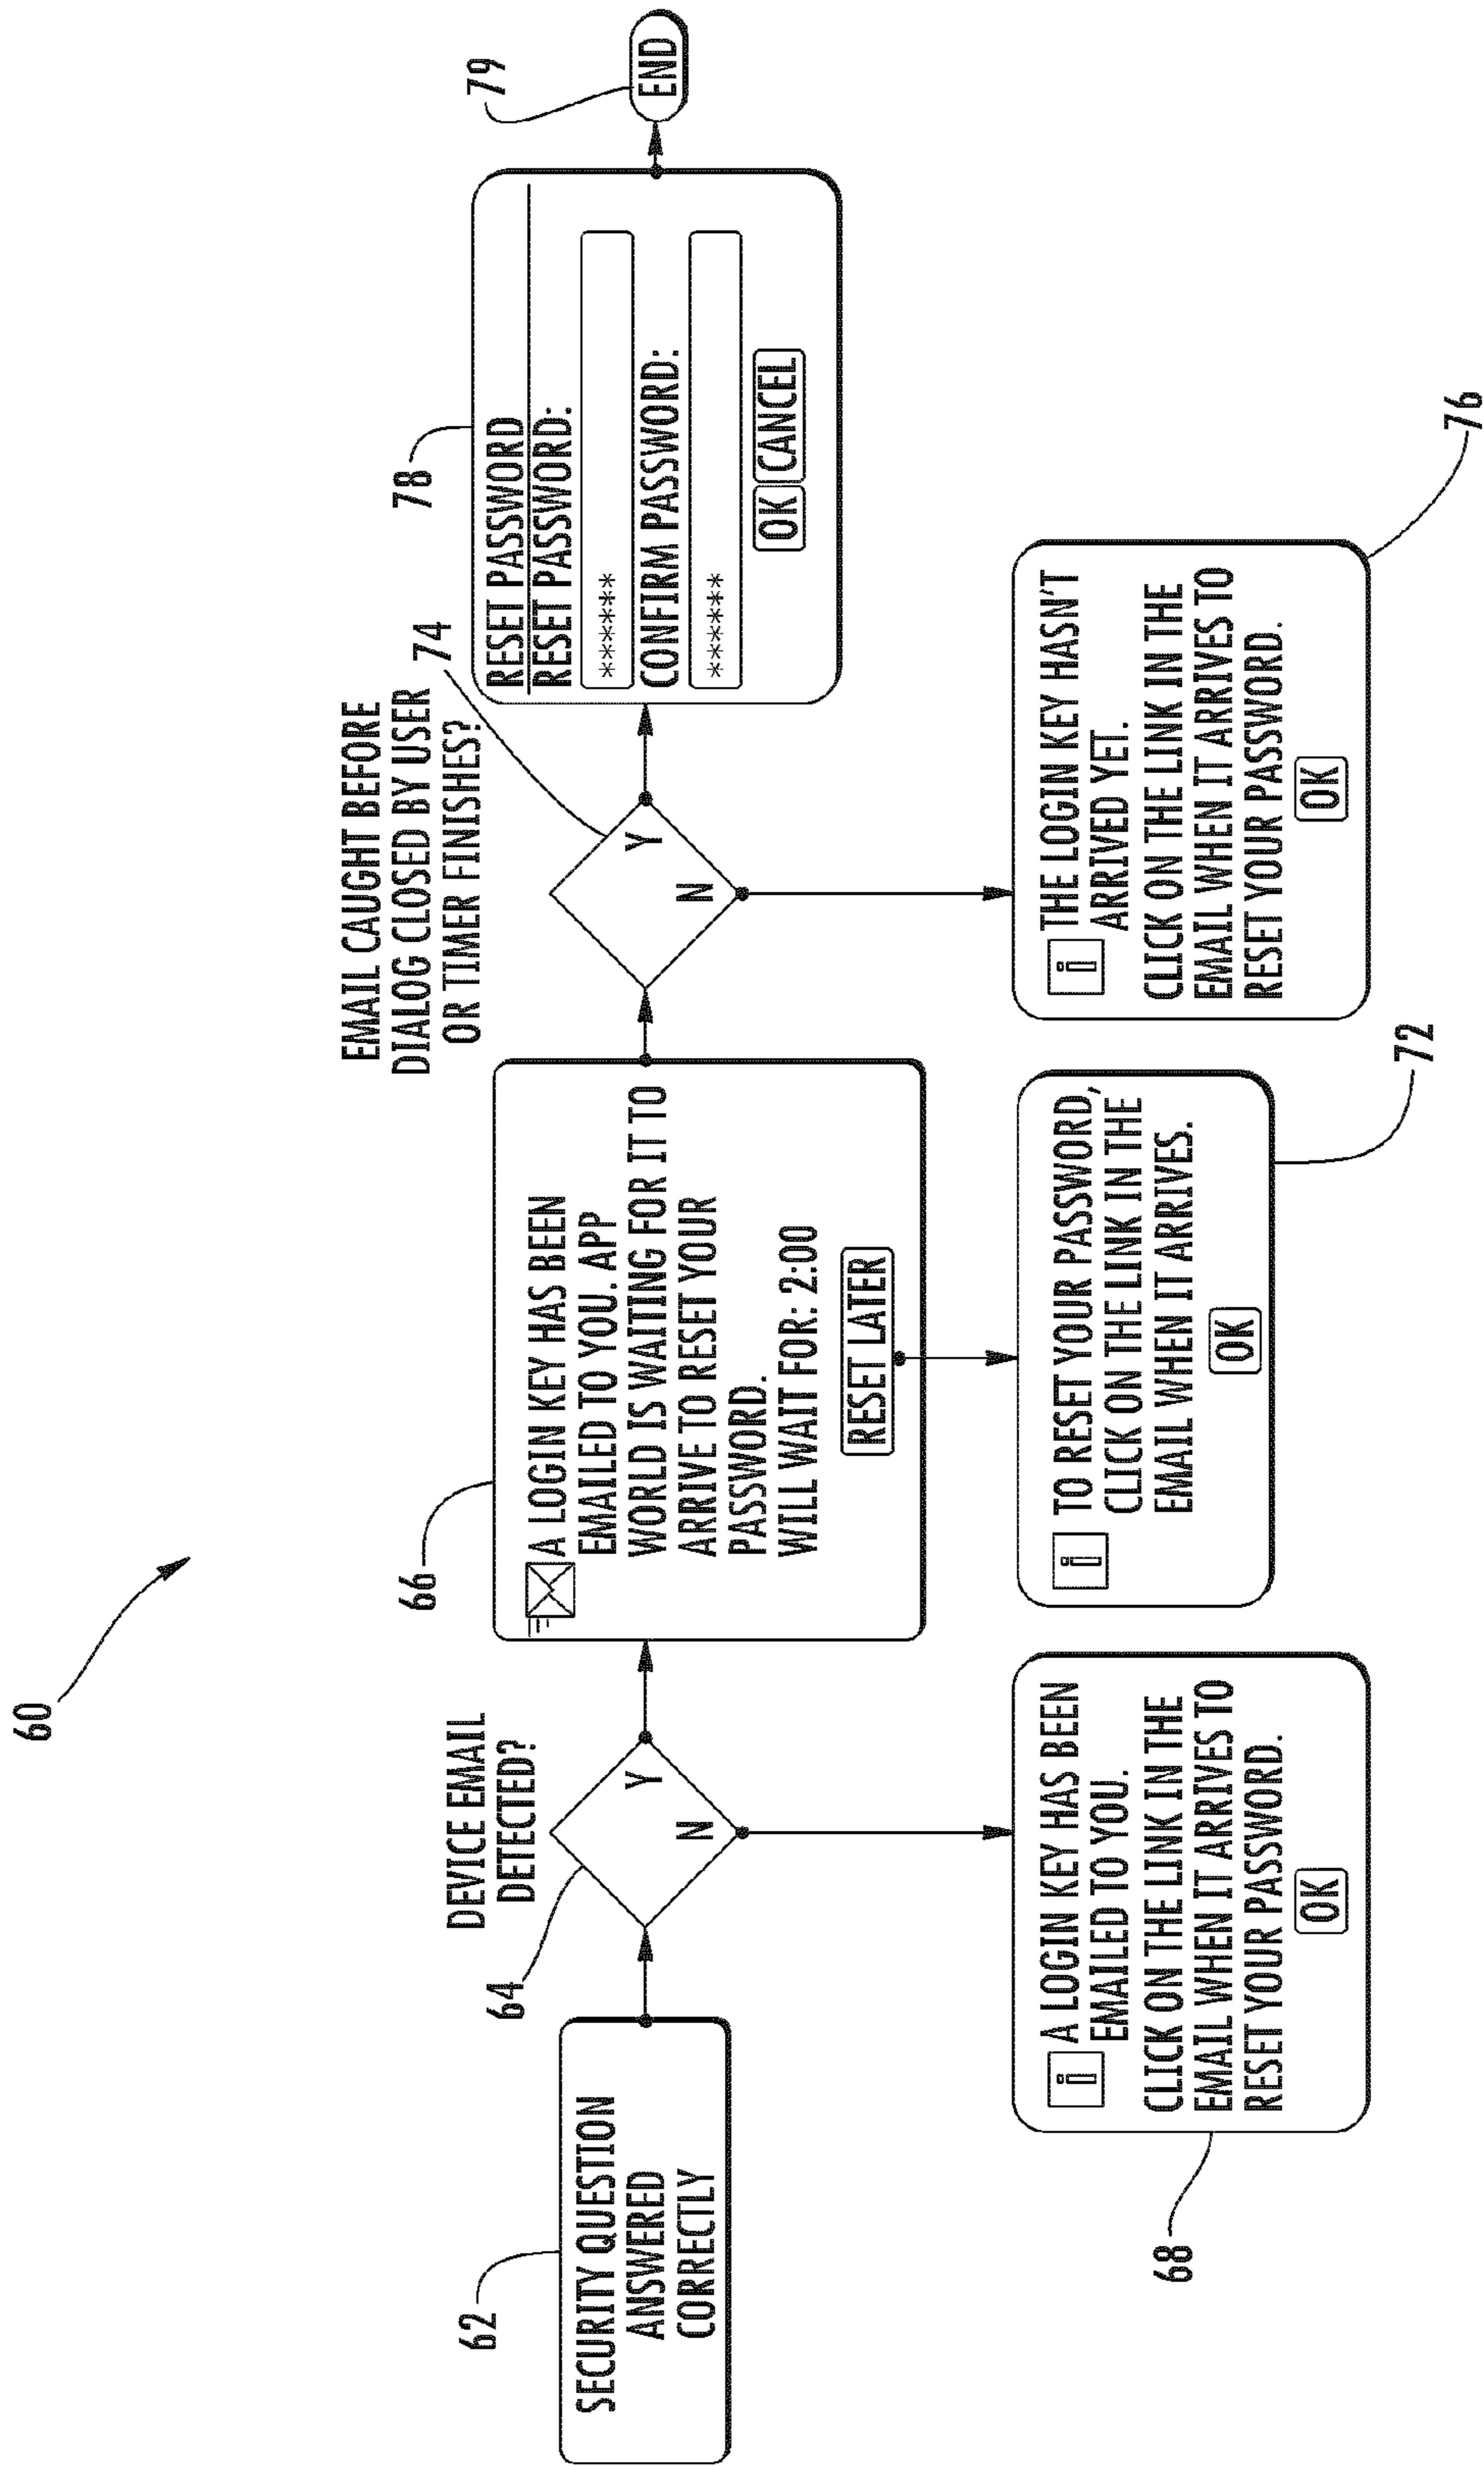 60
62
SECURITY QUESTION
ANSWERED
CORRECTLY
64
DEVICE EMAIL
DETECTED?
Y
N
68
i
A LOGIN KEY HAS BEEN
EMAILED TO YOU.
CLICK ON THE LINK IN THE
EMAIL WHEN IT ARRIVES TO
RESET YOUR PASSWORD.
OK
66
A LOGIN KEY HAS BEEN
EMAILED TO YOU. APP
WORLD IS WAITING FOR IT TO
ARRIVE TO RESET YOUR
PASSWORD.
WILL WAIT FOR: 2:00
RESET LATER
72
i
TO RESET YOUR PASSWORD,
CLICK ON THE LINK IN THE
EMAIL WHEN IT ARRIVES.
OK
EMAIL CAUGHT BEFORE
DIALOG CLOSED BY USER
OR TIMER FINISHES?
74
Y
N
76
i
THE LOGIN KEY HASN'T
ARRIVED YET.
CLICK ON THE LINK IN THE
EMAIL WHEN IT ARRIVES TO
RESET YOUR PASSWORD.
OK
78
RESET PASSWORD
RESET PASSWORD:
******
CONFIRM PASSWORD:
******
OK CANCEL
79
END